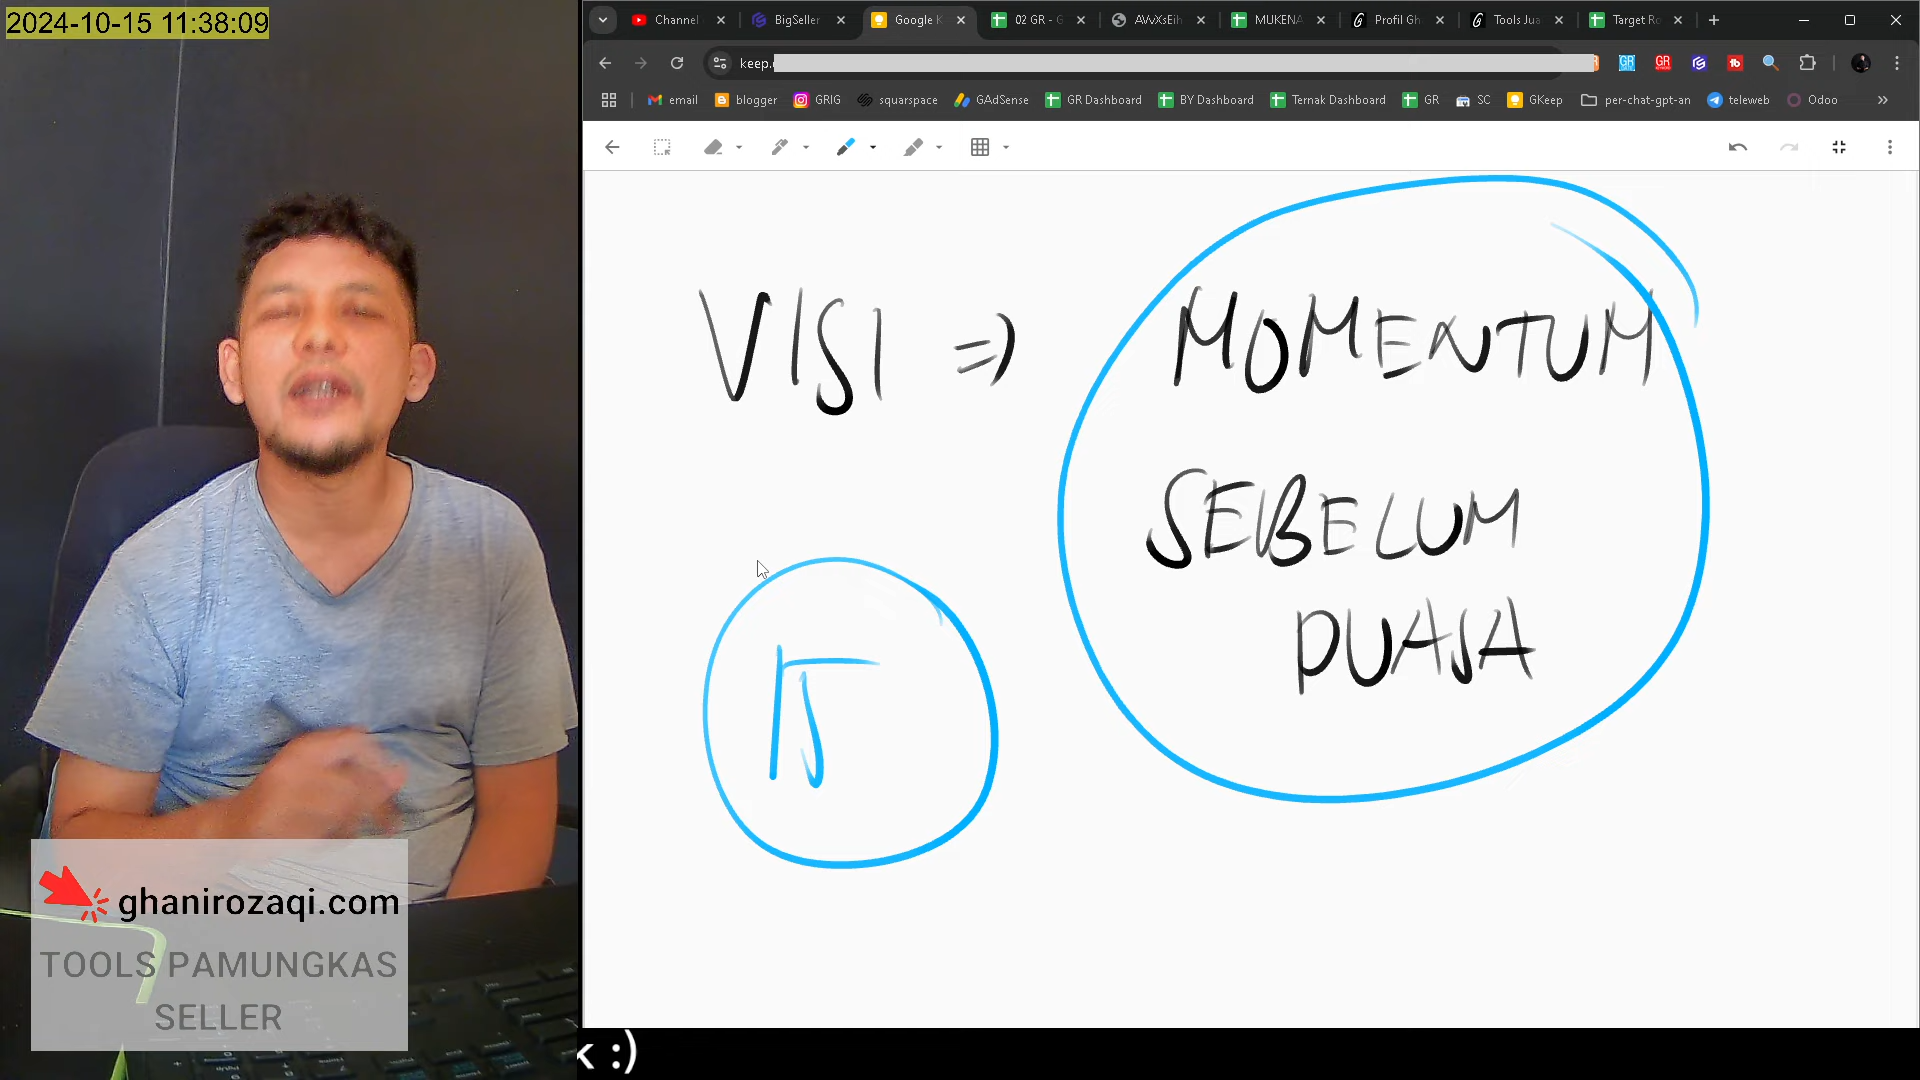 2024-10-15 11:38:09
Channel
BigSeller
Google K
02 GR - G
AVvXsEih
MUKENA
Profil Gh
Tools Jua
Target Ro
keep.
email
blogger
GRIG
squarspace
GAdSense
GR Dashboard
BY Dashboard
Ternak Dashboard
GR
SC
GKeep
per-chat-gpt-an
teleweb
Odoo
VISI => MOMENTUM
SEBELUM
PUASA
ghanirozaqi.com
TOOLS PAMUNGKAS
SELLER
:)